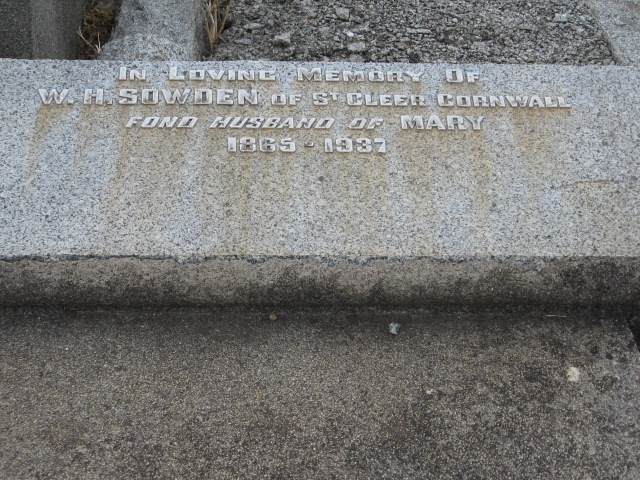 In Loving Memory Of
W. H. SOWDEN of ST CLEER CORNWALL
FOND HUSBAND OF MARY
1865 - 1937